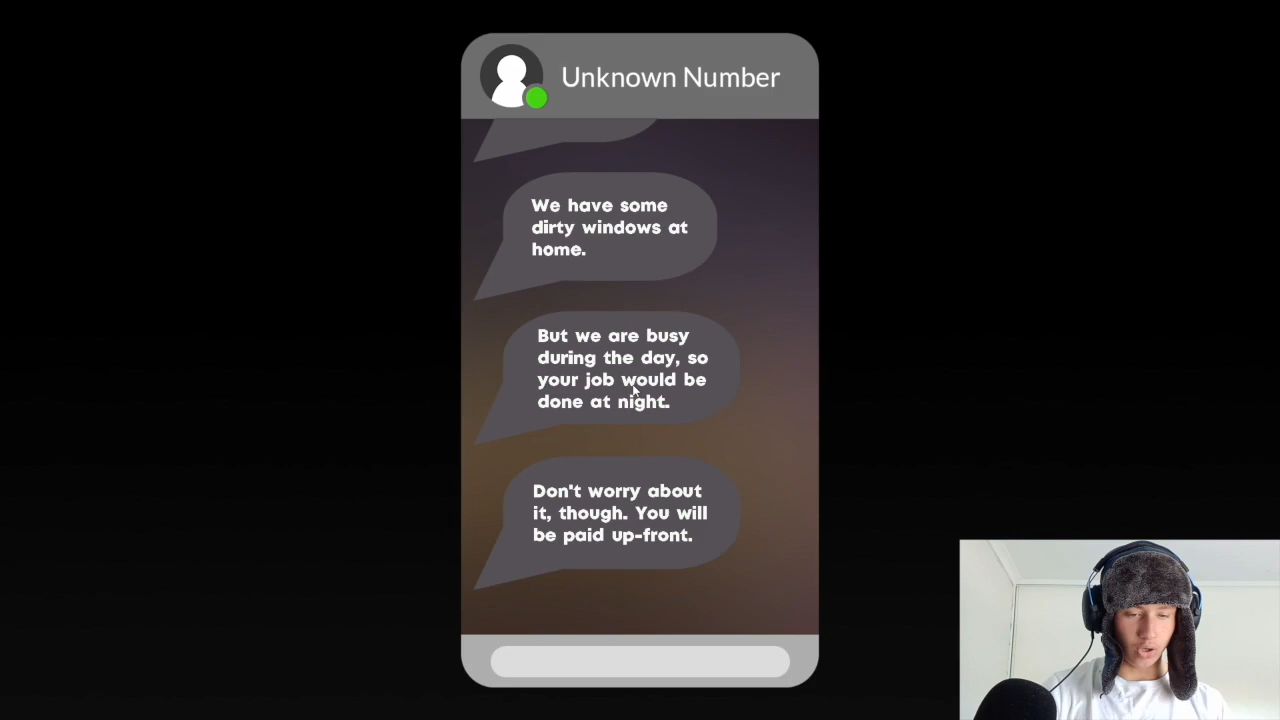 Unknown Number
We have some
dirty windows at
home.
But we are busy
during the day, so
your job would be
done at night.
Don't worry about
it, though. You will
be paid up-front.